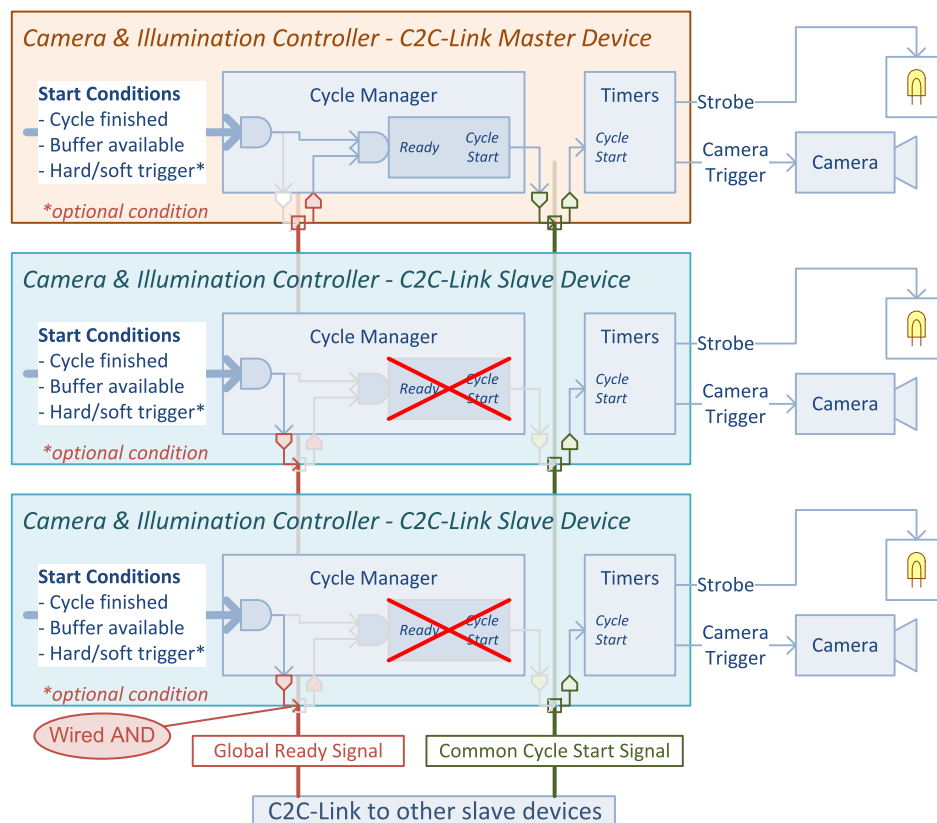 Camera & Illumination Controller - C2C-Link Master Device
Start Conditions
- Cycle finished
- Buffer available
- Hard/soft trigger*
*optional condition
Cycle Manager
Ready
Cycle
Start
Timers
Cycle
Start
Strobe
Camera
Trigger
Camera
Camera & Illumination Controller - C2C-Link Slave Device
Start Conditions
- Cycle finished
- Buffer available
- Hard/soft trigger*
*optional condition
Cycle Manager
Ready
Cycle
Start
Timers
Cycle
Start
Strobe
Camera
Trigger
Camera
Camera & Illumination Controller - C2C-Link Slave Device
Start Conditions
- Cycle finished
- Buffer available
- Hard/soft trigger*
*optional condition
Cycle Manager
Ready
Cycle
Start
Timers
Cycle
Start
Strobe
Camera
Trigger
Camera
Wired AND
Global Ready Signal
Common Cycle Start Signal
C2C-Link to other slave devices